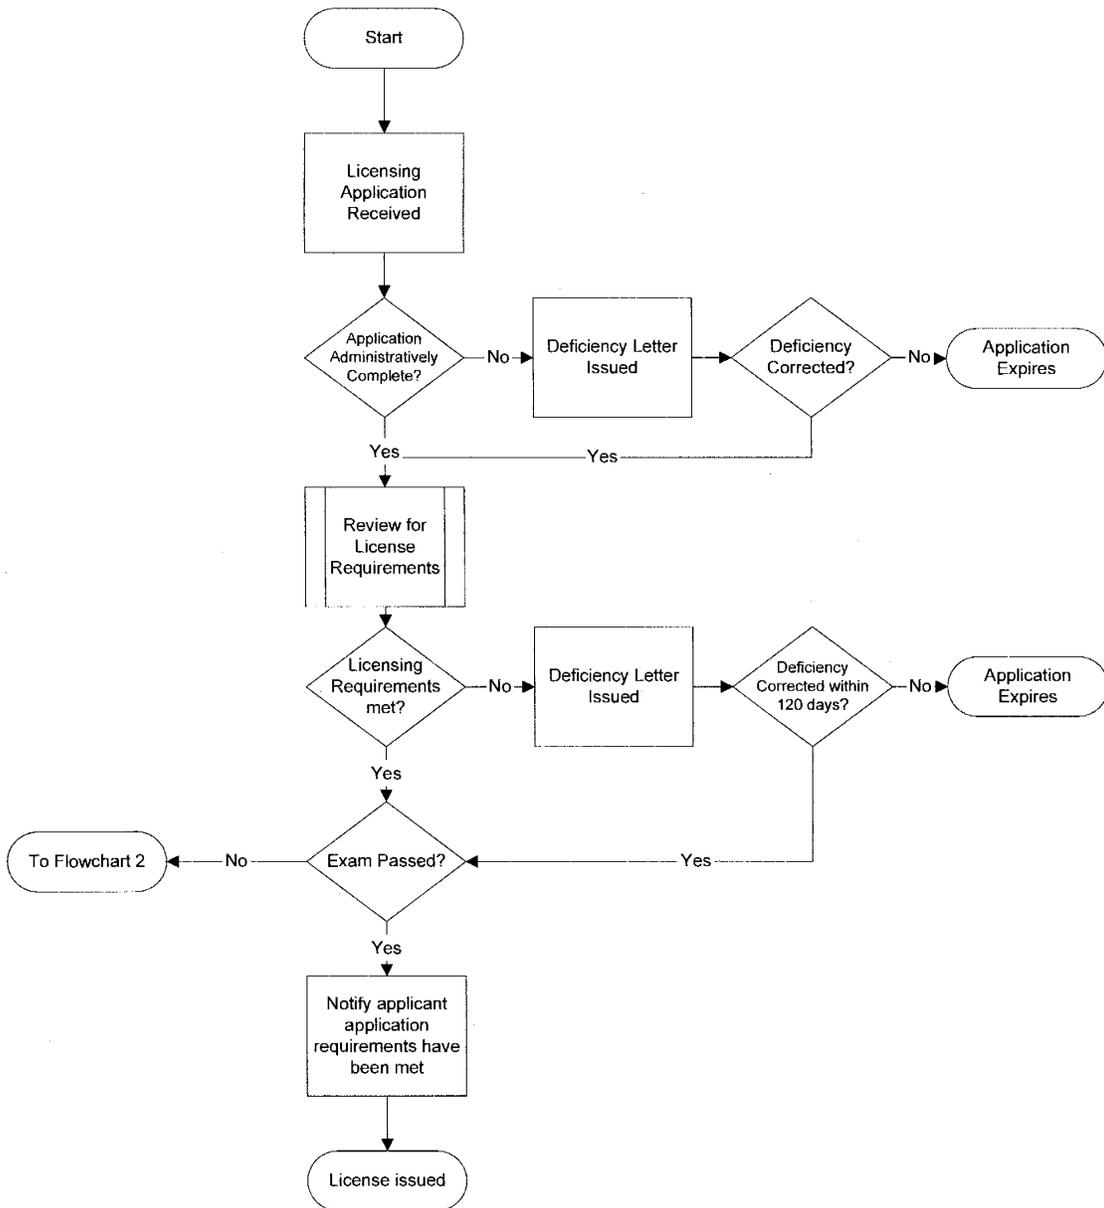 Start
Licensing
Application
Received
Application
Administratively
Complete?
No
Deficiency Letter
Issued
Deficiency
Corrected?
No
Application
Expires
Yes
Yes
Review for
License
Requirements
Licensing
Requirements
met?
No
Deficiency Letter
Issued
Deficiency
Corrected within
120 days?
No
Application
Expires
Yes
To Flowchart 2
No
Exam Passed?
Yes
Yes
Notify applicant
application
requirements have
been met
License issued